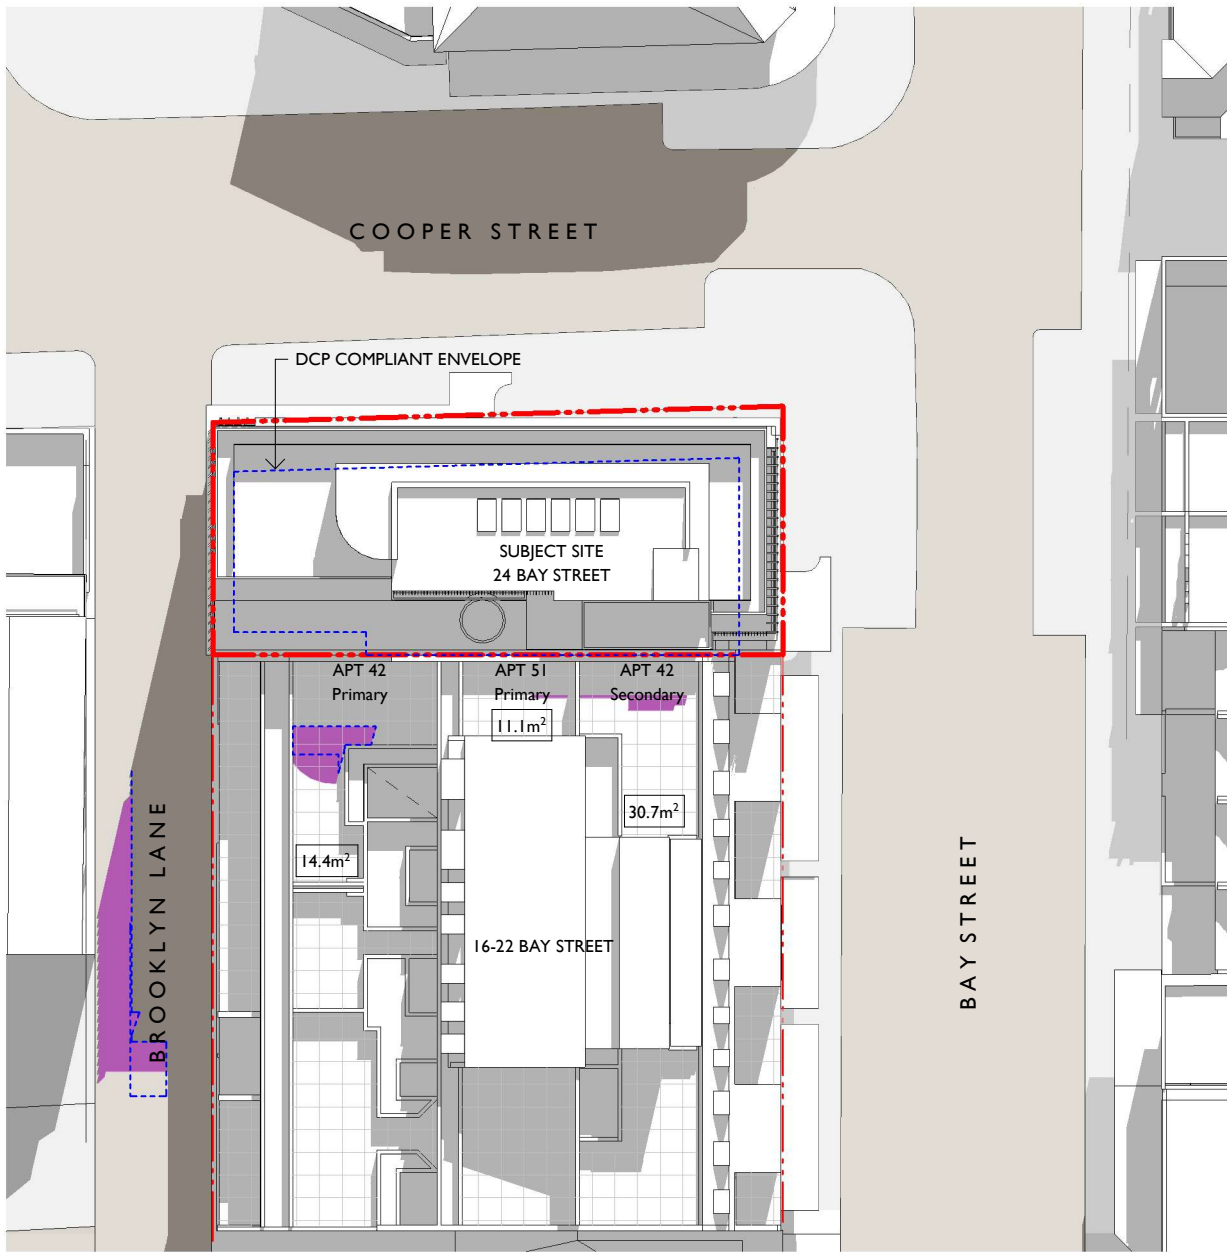 COOPER STREET
DCP COMPLIANT ENVELOPE
SUBJECT SITE
24 BAY STREET
APT 42
Primary
APT 51
Primary
11.1m²
APT 42
Secondary
30.7m²
14.4m²
16-22 BAY STREET
BROOKLYN LANE
BAY STREET